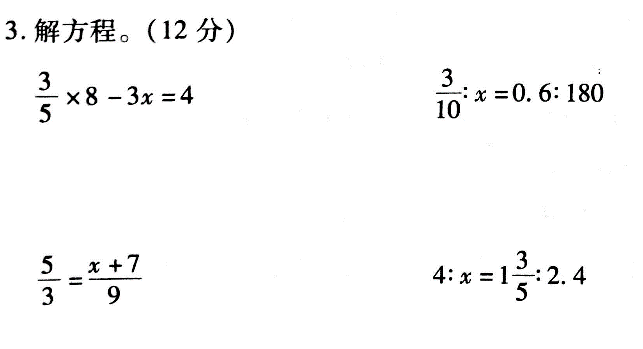 3. 解方程。(12 分)
3/5 ×8 - 3x = 4
3/10 : x = 0. 6: 180
5/3 = (x + 7)/9
4: x = 1 3/5 : 2. 4